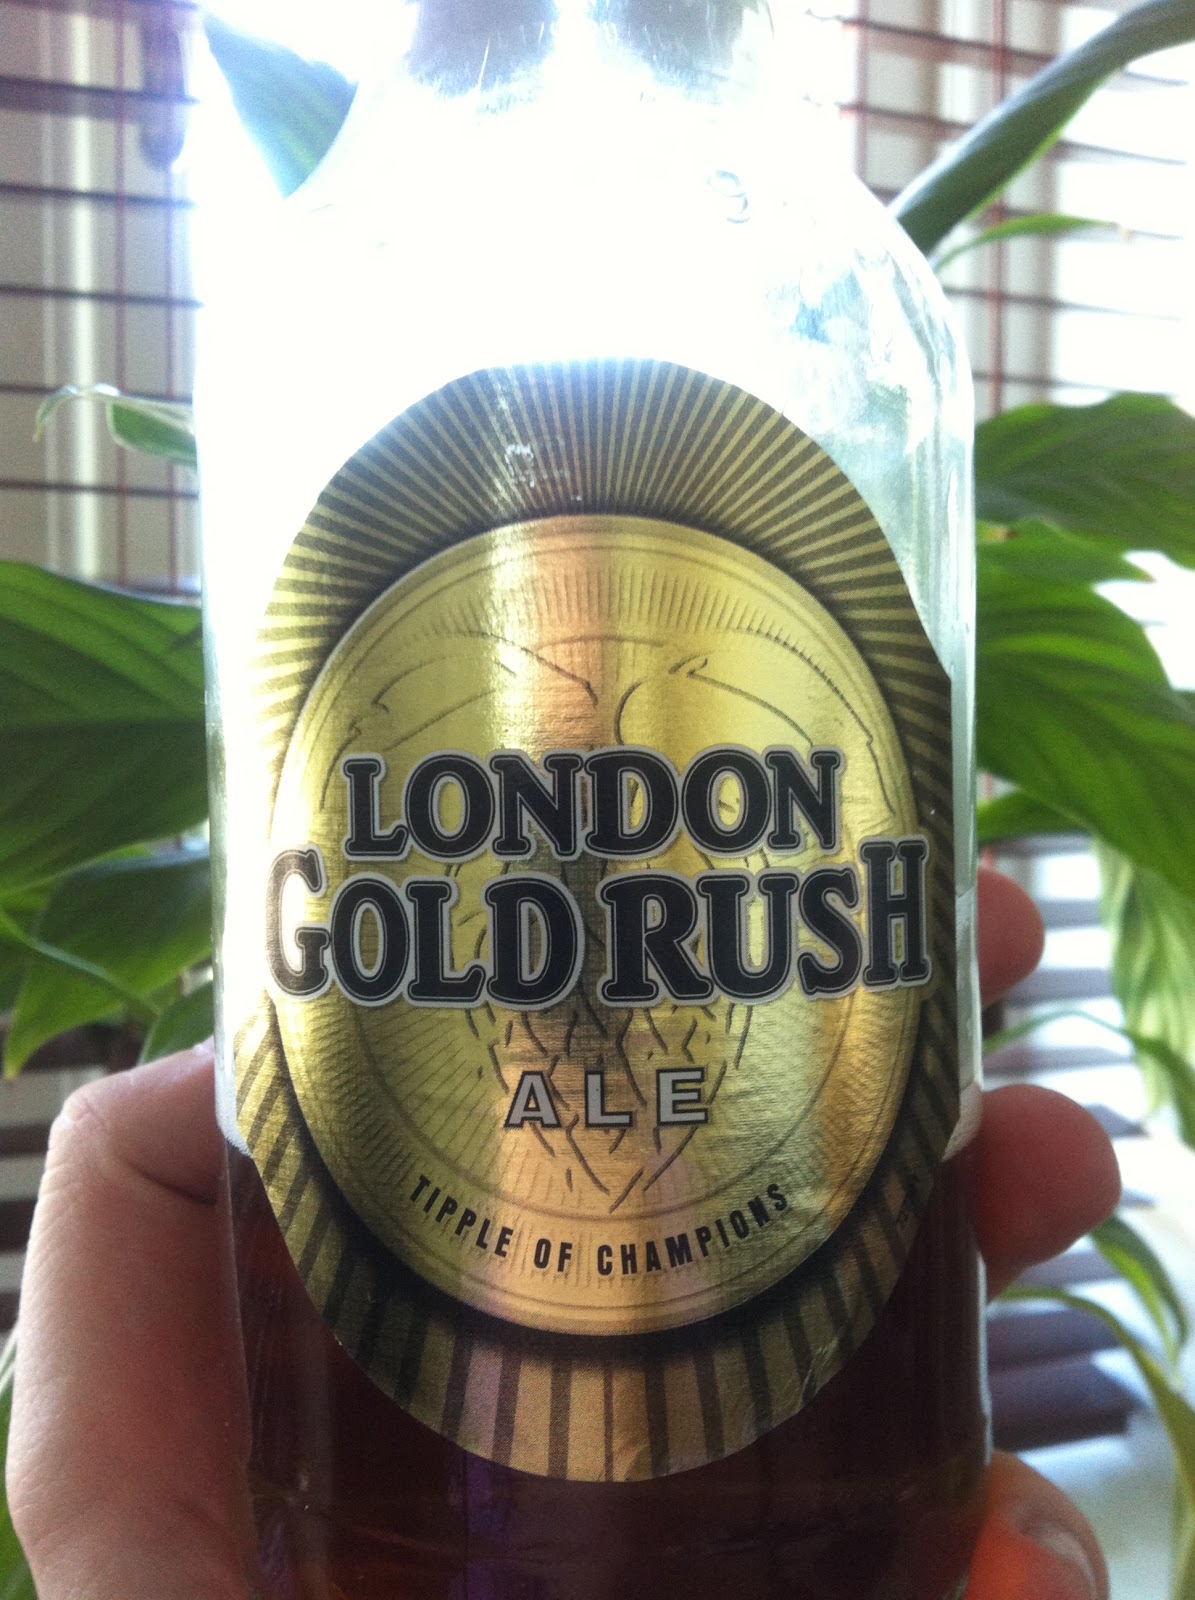 LONDON
GOLD RUSH
ALE
TIPPLE OF CHAMPIONS